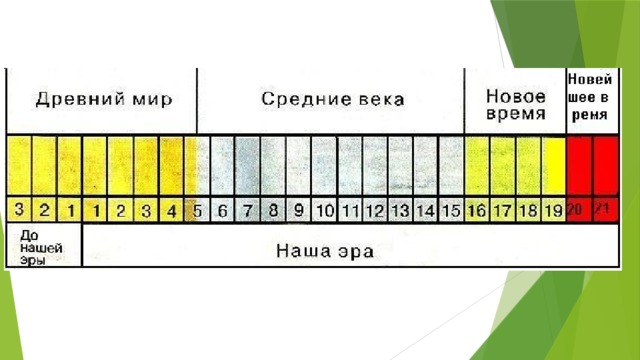 Древний мир
Средние века
Новое
время
Новей
шее в
ремя
3 2 1 1 2 3 4 5 6 7 8 9 10 11 12 13 14 15 16 17 18 19 20 21
До
нашей
эры
Наша эра